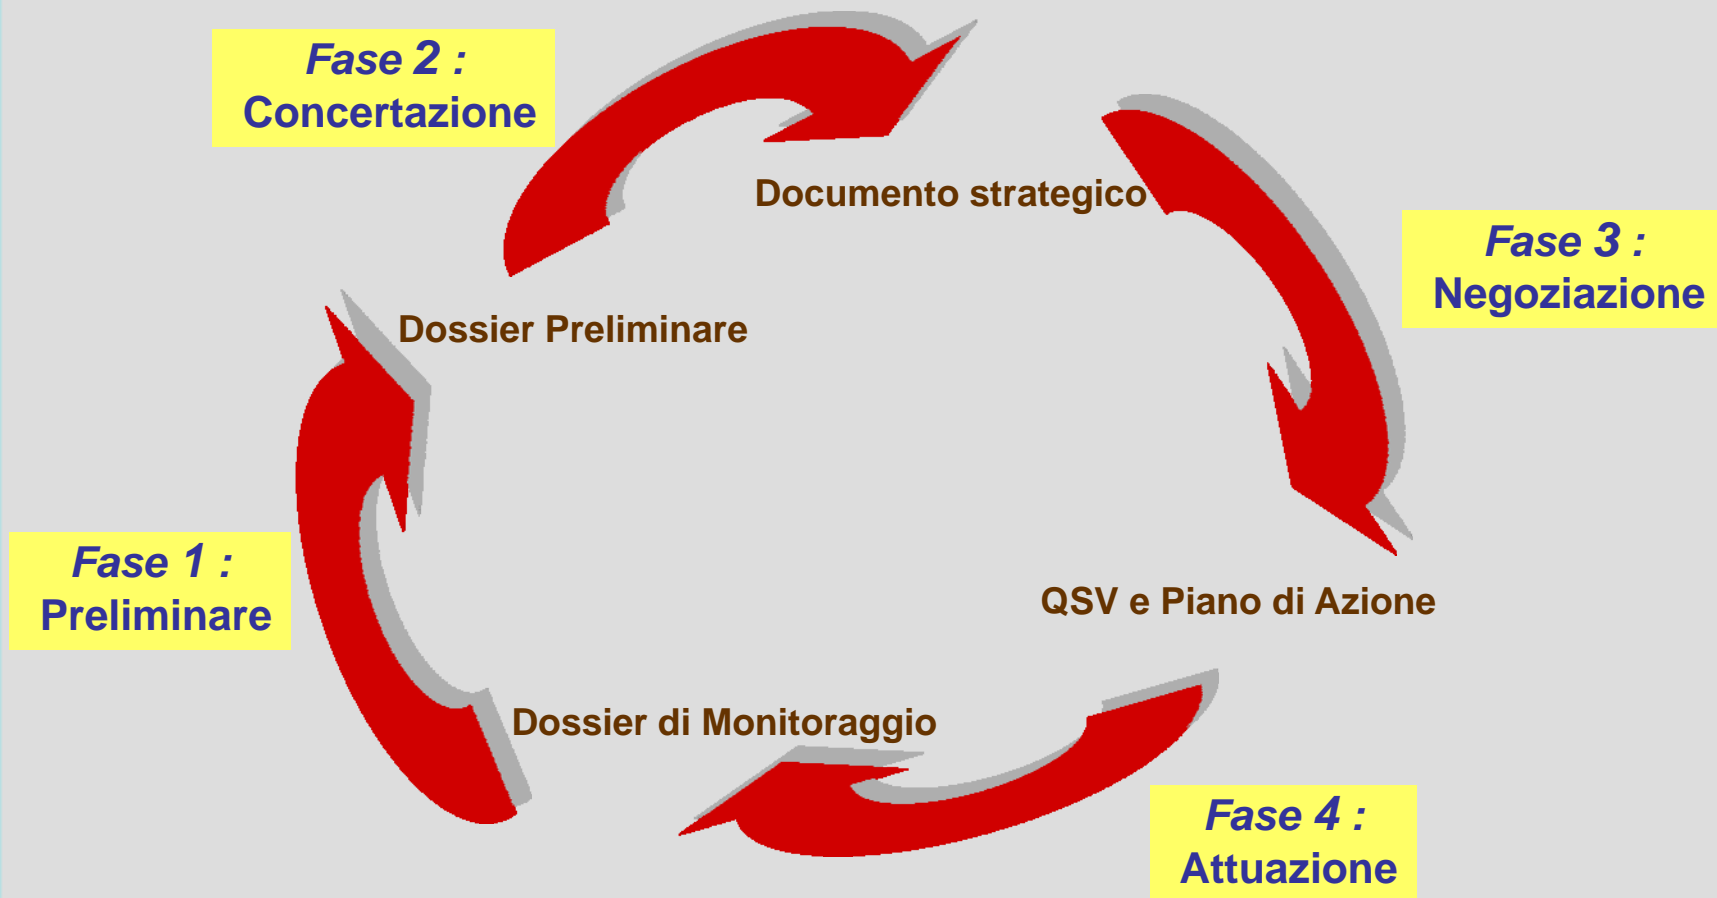 Fase 2 :
Concertazione
Documento strategico
Fase 3 :
Negoziazione
Dossier Preliminare
Fase 1 :
Preliminare
QSV e Piano di Azione
Dossier di Monitoraggio
Fase 4 :
Attuazione